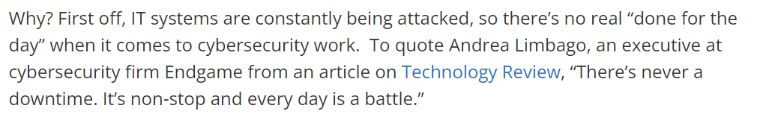 Why? First off, IT systems are constantly being attacked, so there’s no real “done for the
day” when it comes to cybersecurity work.  To quote Andrea Limbago, an executive at
cybersecurity firm Endgame from an article on Technology Review, “There’s never a
downtime. It’s non-stop and every day is a battle.”